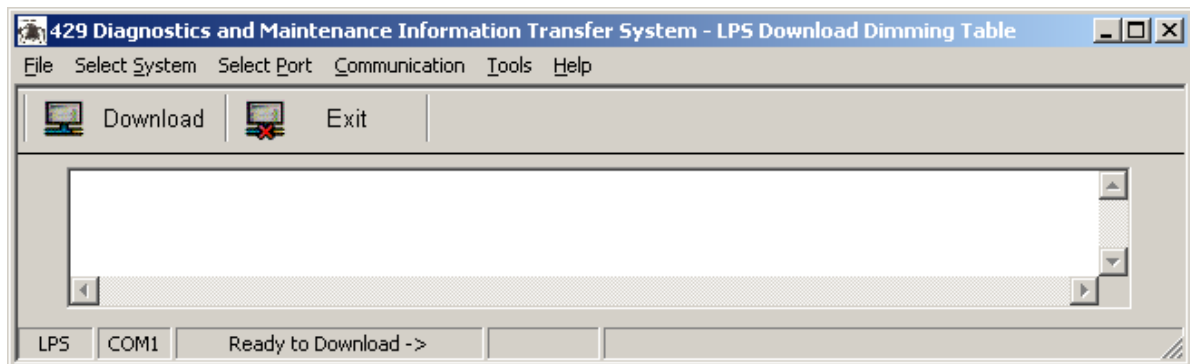 429 Diagnostics and Maintenance Information Transfer System - LPS Download Dimming Table
File Select System Select Port Communication Tools Help
Download Exit
LPS COM1 Ready to Download ->